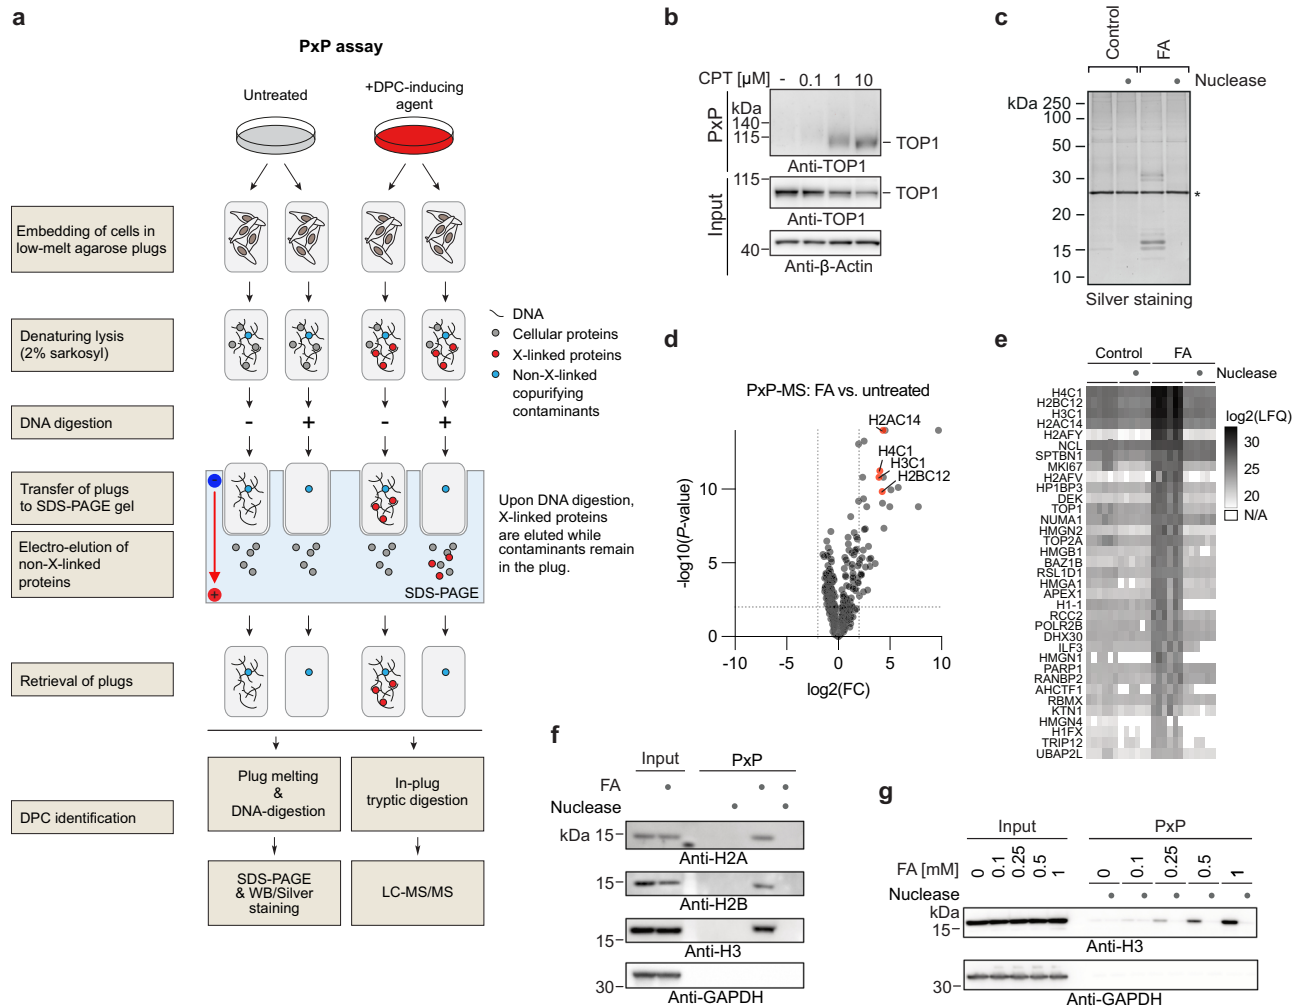 a
PxP assay
Untreated
+DPC-inducing
agent
Embedding of cells in
low-melt agarose plugs
Denaturing lysis
(2% sarkosyl)
DNA
Cellular proteins
X-linked proteins
Non-X-linked
copurifying
contaminants
DNA digestion
-
+
-
+
Transfer of plugs
to SDS-PAGE gel
Electro-elution of
non-X-linked
proteins
-
+
SDS-PAGE
Upon DNA digestion,
X-linked proteins
are eluted while
contaminants remain
in the plug.
Retrieval of plugs
DPC identification
Plug melting
&
DNA-digestion
In-plug
tryptic digestion
SDS-PAGE
& WB/Silver
staining
LC-MS/MS
b
CPT [µM] - 0.1 1 10
PxP
kDa
140
115
TOP1
Anti-TOP1
Input
115
TOP1
Anti-TOP1
40
Anti-β-Actin
c
Control
FA
Nuclease
kDa 250
100
50
30
20
15
10
*
Silver staining
d
PxP-MS: FA vs. untreated
H2AC14
H4C1
H3C1
H2BC12
-log10(P-value)
10
5
0
-10 -5 0 5 10
log2(FC)
e
Control FA
Nuclease
H4C1
H2BC12
H3C1
H2AC14
H2AFY
NCL
SPTBN1
MKI67
H2AFV
HP1BP3
DEK
TOP1
NUMA1
HMGN2
TOP2A
HMGB1
BAZ1B
RSL1D1
HMGA1
APEX1
H1-1
RCC2
POLR2B
DHX30
ILF3
HMGN1
PARP1
RANBP2
AHCTF1
RBMX
KTN1
HMGN4
H1FX
TRIP12
UBAP2L
log2(LFQ)
30
25
20
N/A
f
Input PxP
FA
Nuclease
kDa 15
Anti-H2A
15
Anti-H2B
15
Anti-H3
30
Anti-GAPDH
g
Input PxP
FA [mM] 0 0.1 0.25 0.5 1 0 0.1 0.25 0.5 1
Nuclease
kDa
15
Anti-H3
30
Anti-GAPDH